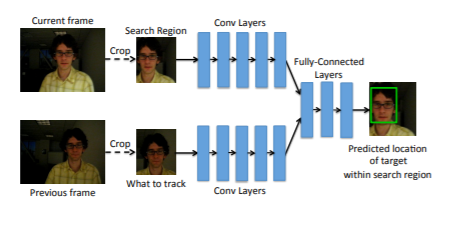 Current frame
Crop
Search Region
Conv Layers
Fully-Connected
Layers
Previous frame
Crop
What to track
Conv Layers
Predicted location
of target
within search region